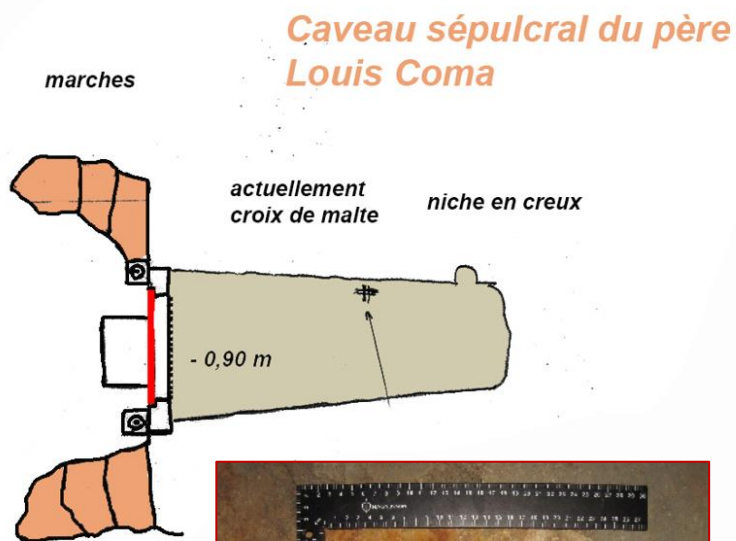 Caveau sépulcral du père
Louis Coma
marches
actuellement
croix de malte
niche en creux
- 0,90 m